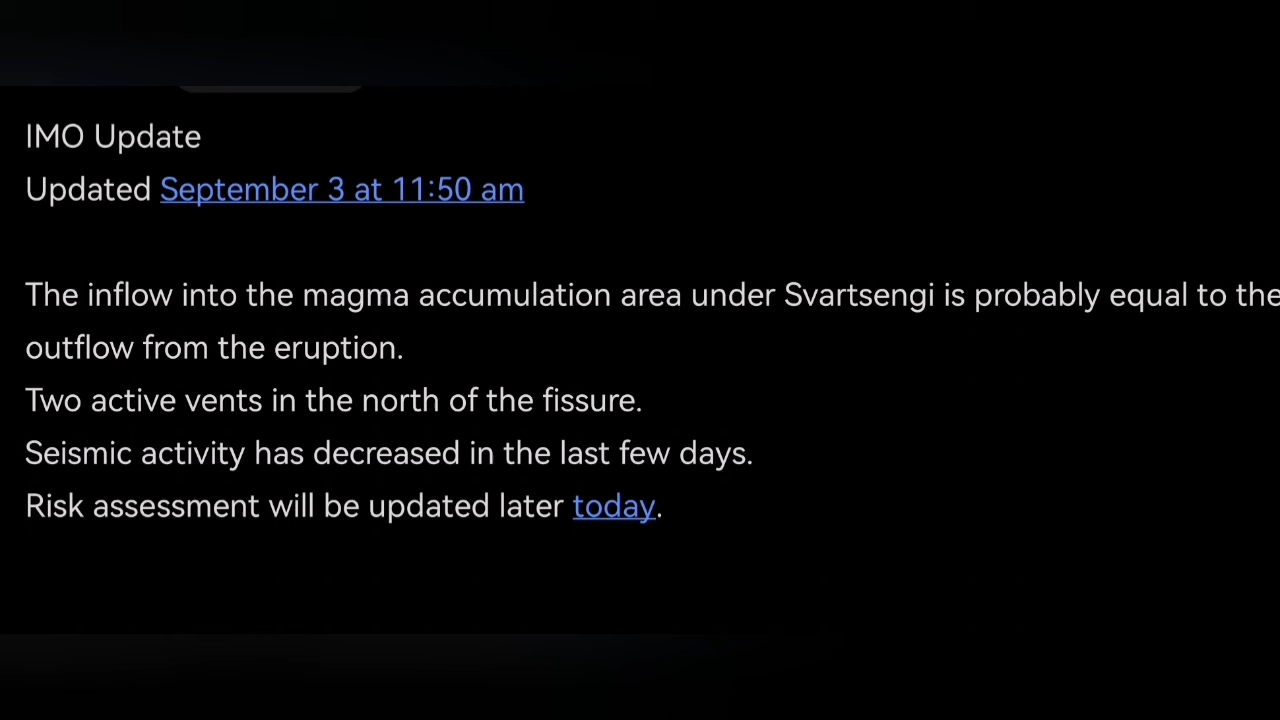 IMO Update
Updated September 3 at 11:50 am
The inflow into the magma accumulation area under Svartsengi is probably equal to the
outflow from the eruption.
Two active vents in the north of the fissure.
Seismic activity has decreased in the last few days.
Risk assessment will be updated later today.